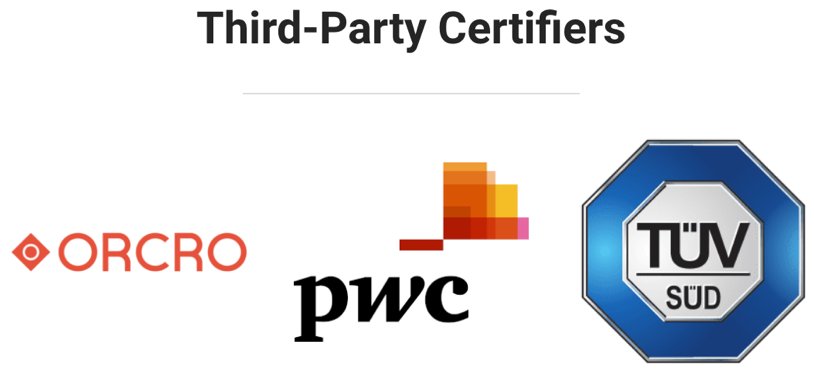 Third-Party Certifiers
ORCRO
pwc
TÜV
SÜD